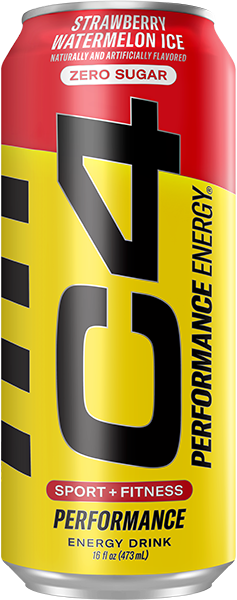 STRAWBERRY
WATERMELON ICE
NATURALLY AND ARTIFICIALLY FLAVORED
ZERO SUGAR
C4
PERFORMANCE ENERGY®
SPORT + FITNESS
PERFORMANCE
ENERGY DRINK
16 fl oz (473 mL)